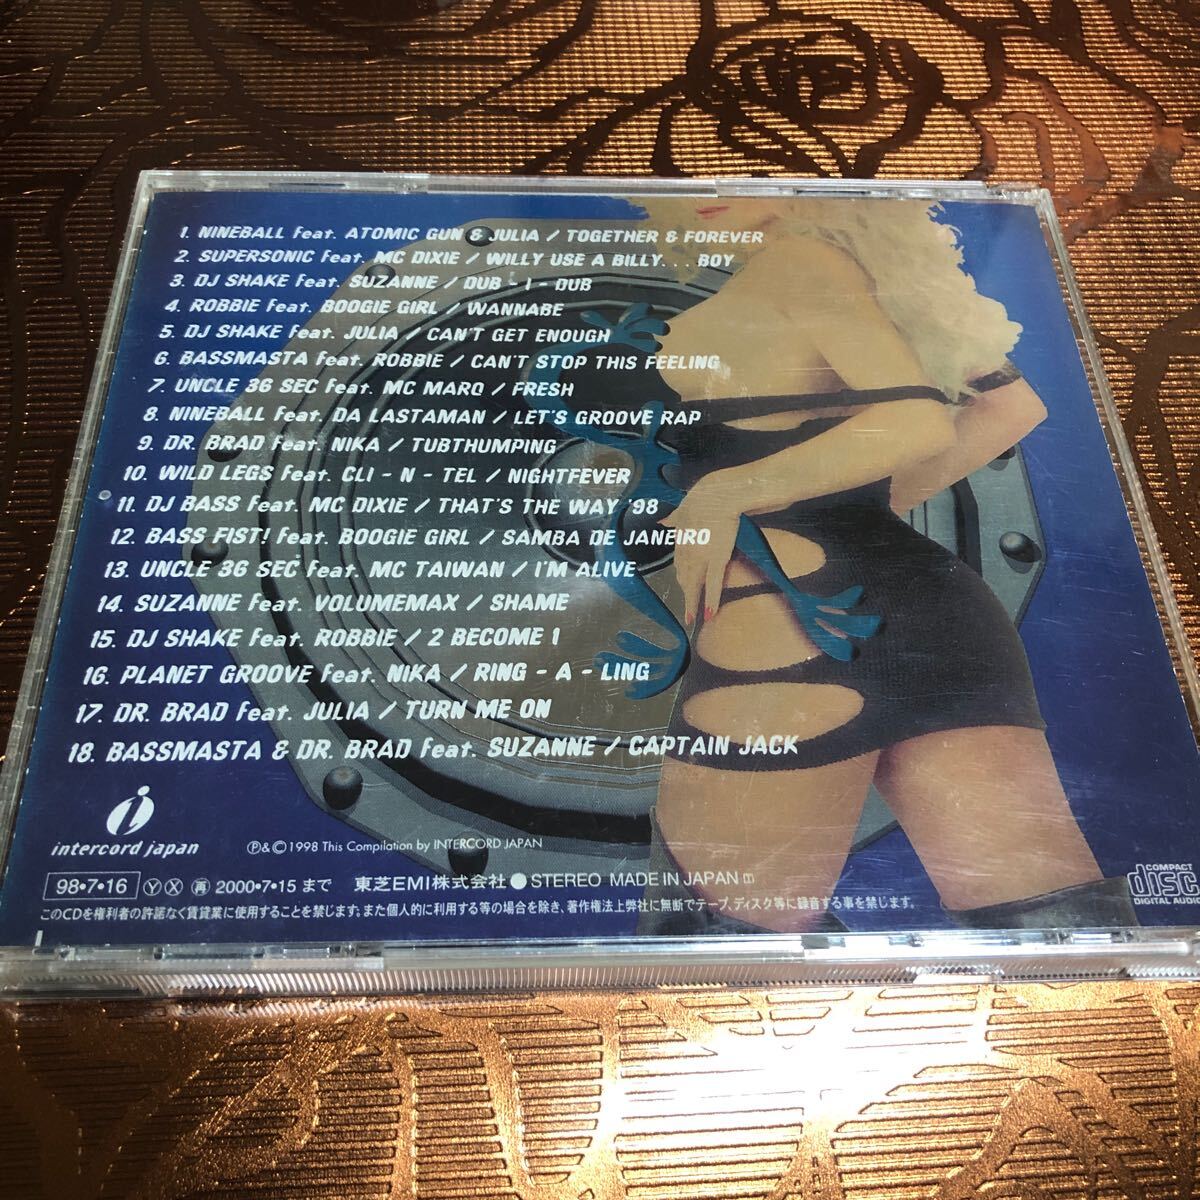 1. NINEBALL feat. ATOMIC GUN & JULIA / TOGETHER & FOREVER
2. SUPERSONIC feat. MC DIXIE / WILLY USE A BILLY... BOY
3. DJ SHAKE feat. SUZANNE / DUB - I - DUB
4. ROBBIE feat. BOOGIE GIRL / WANNABE
5. DJ SHAKE feat. JULIA / CAN'T GET ENOUGH
6. BASSMASTA feat. ROBBIE / CAN'T STOP THIS FEELING
7. UNCLE 36 SEC feat. MC MARQ / FRESH
8. NINEBALL feat. DA LASTAMAN / LET'S GROOVE RAP
9. DR. BRAD feat. NIKA / TUBTHUMPING
10. WILD LEGS feat. CLI - N - TEL / NIGHTFEVER
11. DJ BASS feat. MC DIXIE / THAT'S THE WAY '98
12. BASS FIST! feat. BOOGIE GIRL / SAMBA DE JANEIRO
13. UNCLE 36 SEC feat. MC TAIWAN / I'M ALIVE
14. SUZANNE feat. VOLUMEMAX / SHAME
15. DJ SHAKE feat. ROBBIE / 2 BECOME 1
16. PLANET GROOVE feat. NIKA / RING - A - LING
17. DR. BRAD feat. JULIA / TURN ME ON
18. BASSMASTA & DR. BRAD feat. SUZANNE / CAPTAIN JACK
i
intercord japan
Ⓟ&Ⓒ1998 This Compilation by INTERCORD JAPAN
98・7・16 Ⓨ Ⓧ ㊢ 2000・7・15 まで 東芝EMI株式会社●STEREO MADE IN JAPAN
COMPACT
disc
DIGITAL AUDIO
このCDを権利者の許諾なく賃貸業に使用することを禁じます。また個人的に利用する等の場合を除き、著作権法上弊社に無断でテープ、ディスク等に録音する事を禁じます。